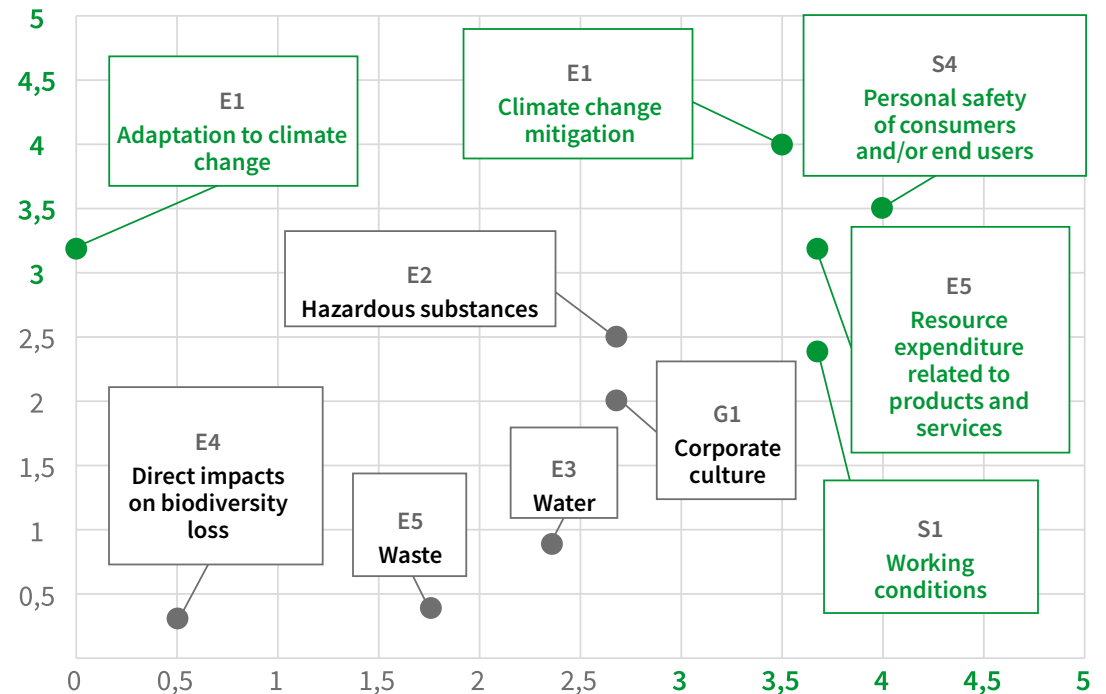 5
4,5
4
3,5
3
2,5
2
1,5
1
0,5
E1
Adaptation to climate
change
E1
Climate change
mitigation
S4
Personal safety
of consumers
and/or end users
E2
Hazardous substances
E5
Resource
expenditure
related to
products and
services
G1
Corporate
culture
E4
Direct impacts
on biodiversity
loss
E5
Waste
E3
Water
S1
Working
conditions
0
0,5
1
1,5
2
2,5
3
3,5
4
4,5
5